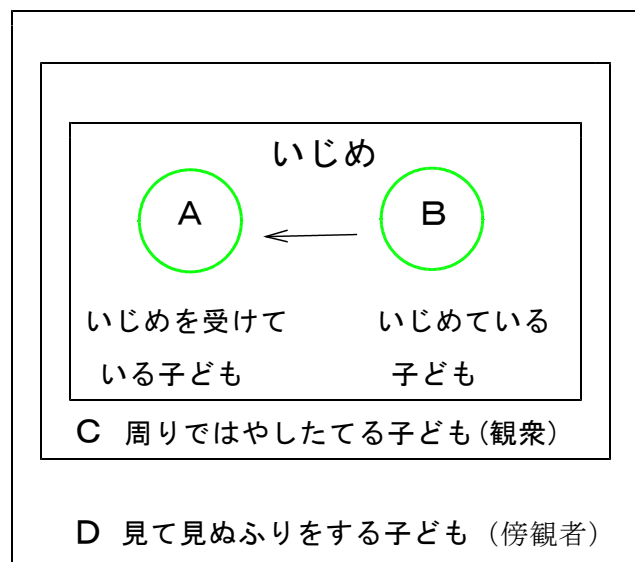 いじめ
A
B
いじめを受けて
いる子ども
いじめている
子ども
C 周りではやしたてる子ども(観衆)
D 見て見ぬふりをする子ども (傍観者)